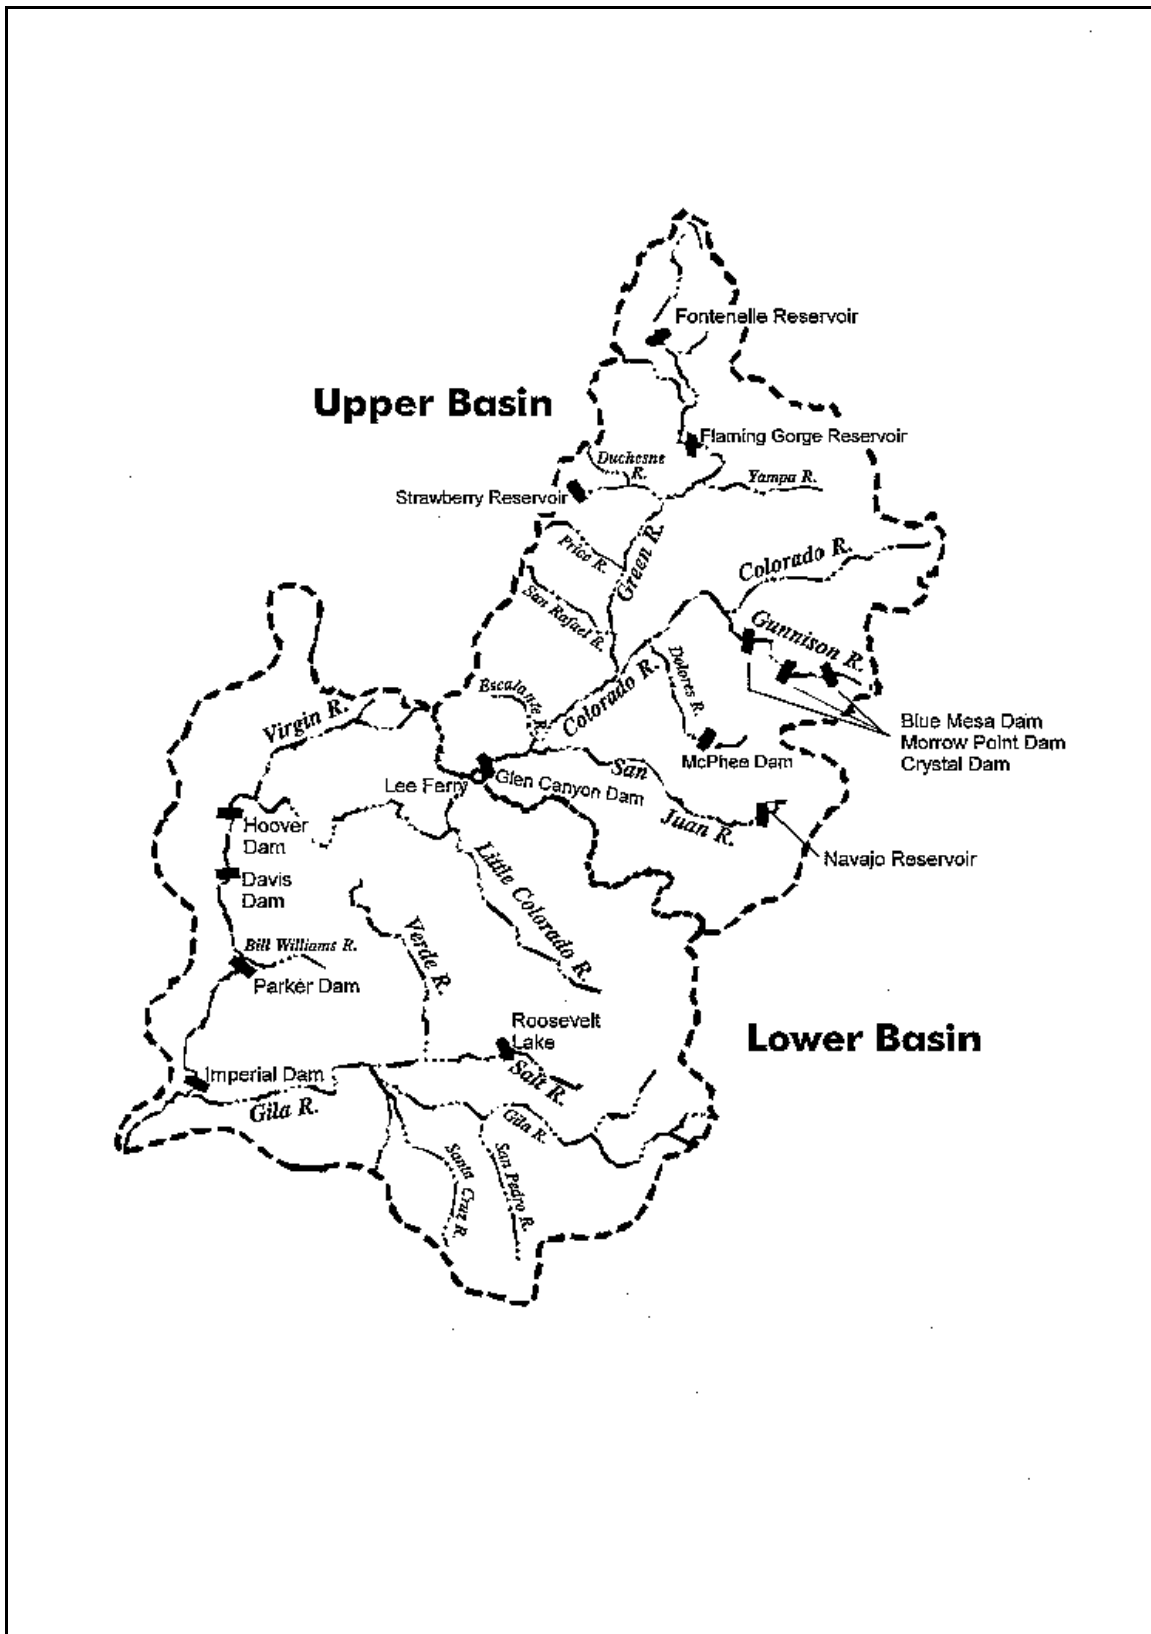 Fontenelle Reservoir
Upper Basin
Flaming Gorge Reservoir
Duchesne
R.
Yampa R.
Strawberry Reservoir
Price R.
Green R.
Colorado R.
San Rafael R.
Gunnison R.
Dolores R.
Colorado R.
Escalante R.
Virgin R.
Blue Mesa Dam
Morrow Point Dam
Crystal Dam
McPhee Dam
San
Juan R.
Lee Ferry
Glen Canyon Dam
Hoover
Dam
Navajo Reservoir
Little Colorado R.
Davis
Dam
Verde R.
Bill Williams R.
Parker Dam
Roosevelt
Lake
Lower Basin
Salt R.
Imperial Dam
Gila R.
Gila R.
Santa Cruz R.
San Pedro R.